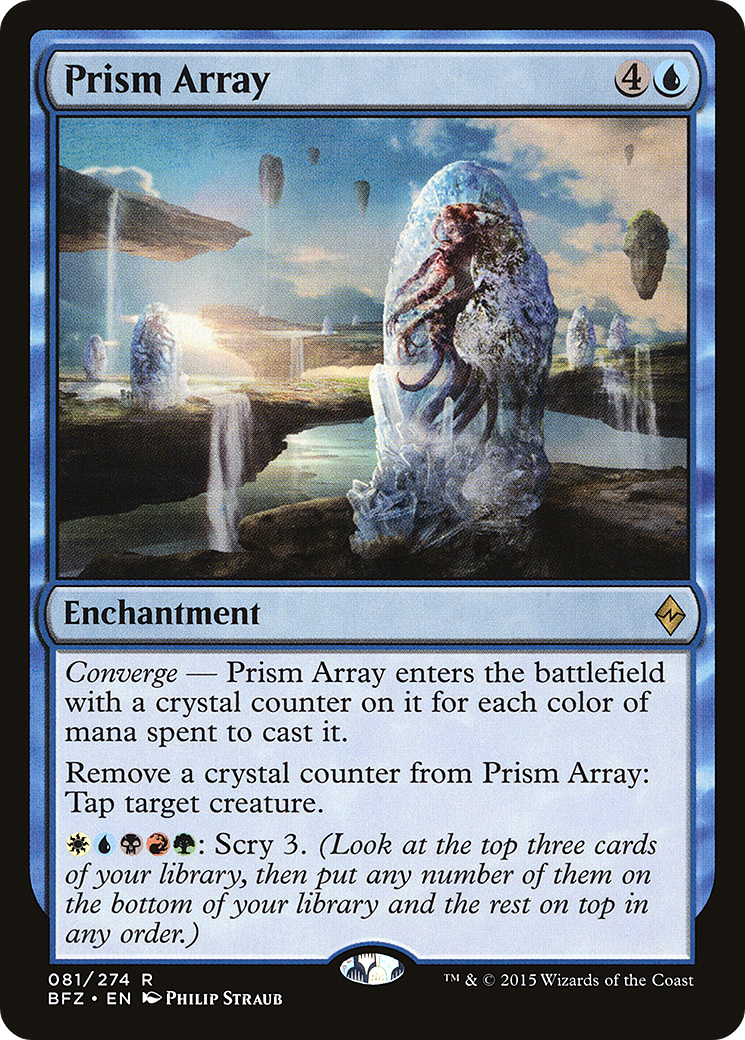 Prism Array
4
Enchantment
Converge — Prism Array enters the battlefield
with a crystal counter on it for each color of
mana spent to cast it.
Remove a crystal counter from Prism Array:
Tap target creature.
: Scry 3. (Look at the top three cards
of your library, then put any number of them on
the bottom of your library and the rest on top in
any order.)
081/274 R
BFZ • EN Philip Straub
™ & © 2015 Wizards of the Coast